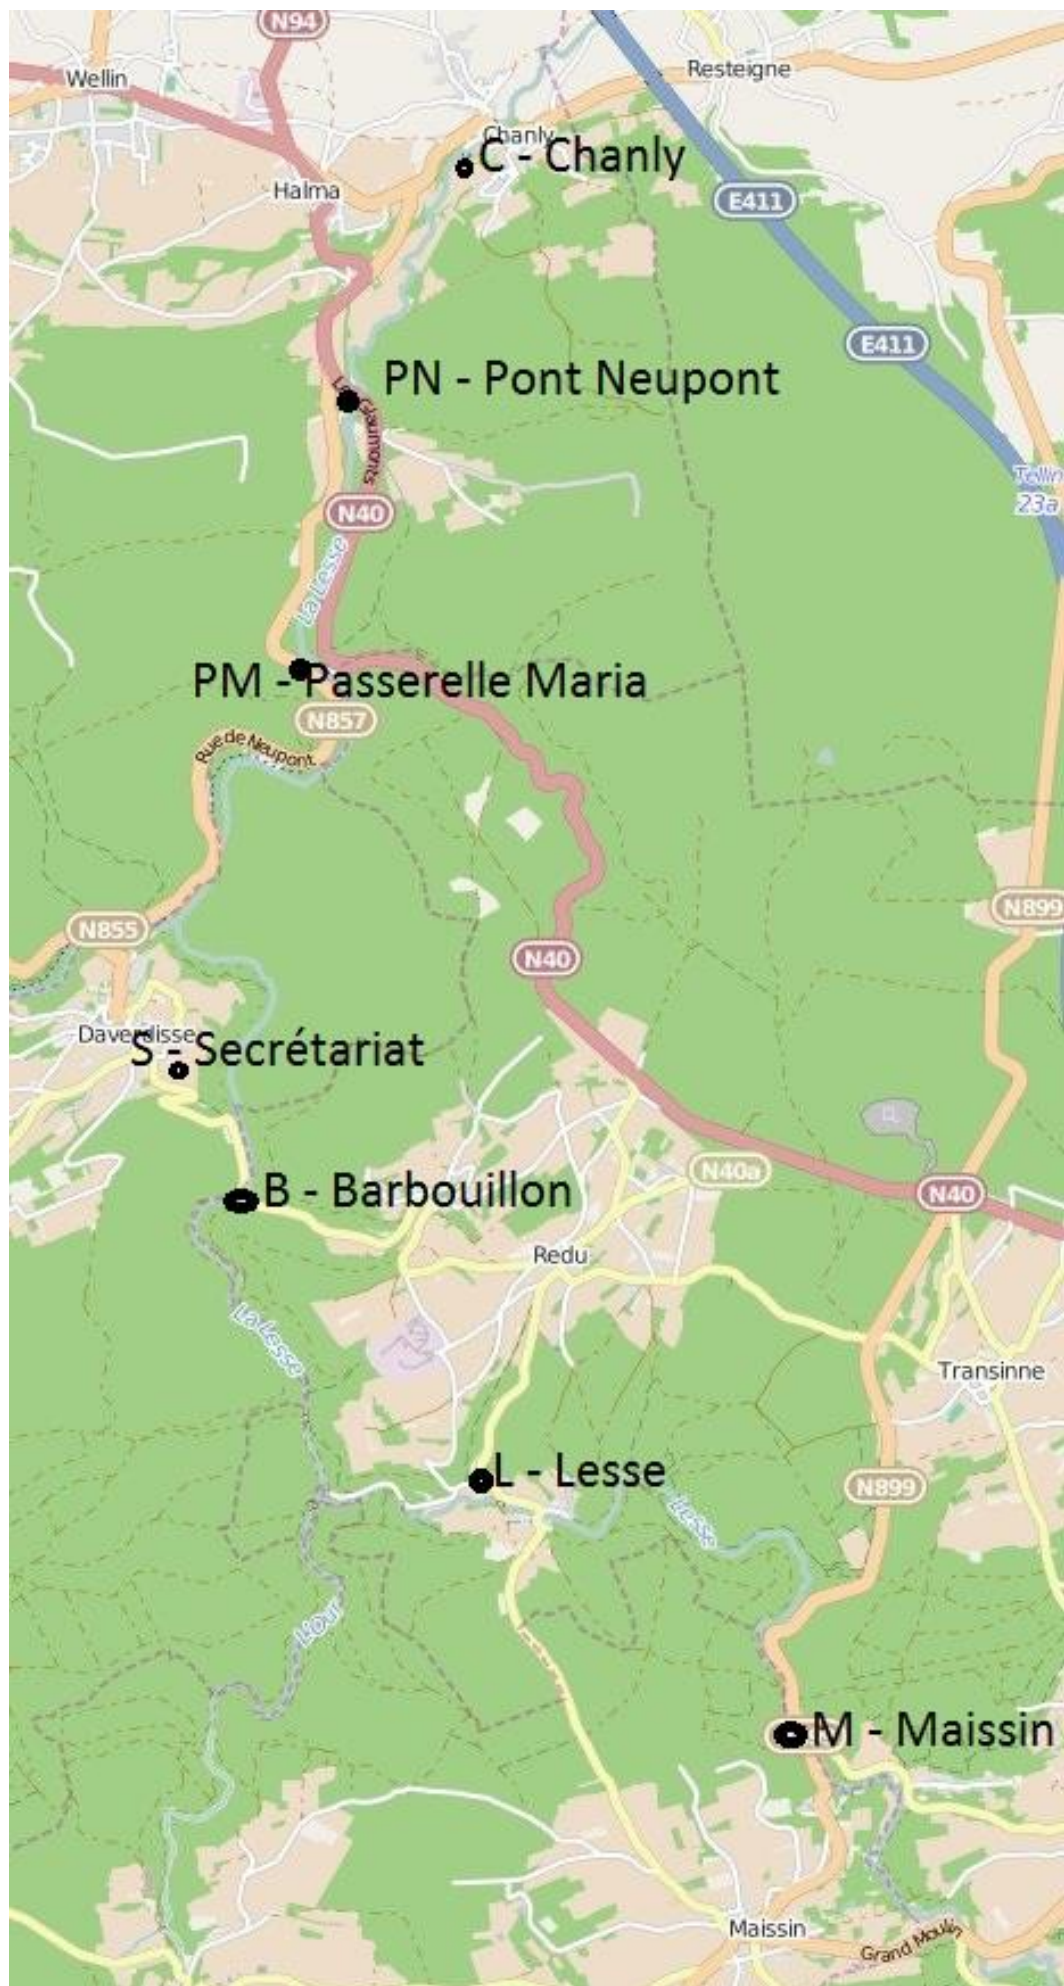 N94
Wellin
Resteigne
Chanly
C - Chanly
Halma
E411
E411
PN - Pont Neupont
Tellin
23a
N40
La Lesse
PM - Passerelle Maria
N857
Rue de Neupont
N855
N899
N40
Daverdisse
S - Secrétariat
N40a
N40
B - Barbouillon
Redu
La Lesse
Transinne
L - Lesse
N899
Lesse
L'Our
M - Maissin
Maissin
Grand Moulin